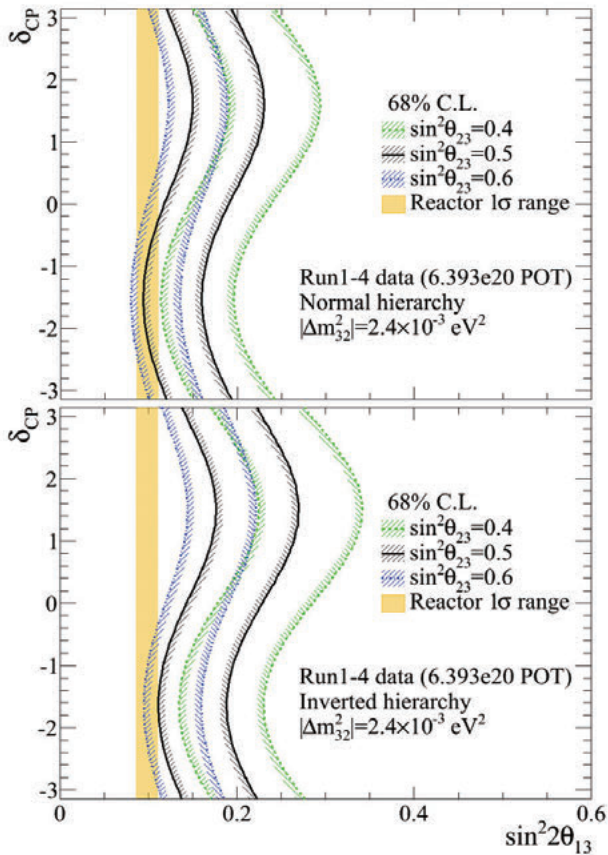 δCP
3
2
1
0
-1
-2
-3
68% C.L.
sin²θ₂₃=0.4
sin²θ₂₃=0.5
sin²θ₂₃=0.6
Reactor 1σ range
Run1-4 data (6.393e20 POT)
Normal hierarchy
|Δm²₃₂|=2.4×10⁻³ eV²
δCP
3
2
1
0
-1
-2
-3
68% C.L.
sin²θ₂₃=0.4
sin²θ₂₃=0.5
sin²θ₂₃=0.6
Reactor 1σ range
Run1-4 data (6.393e20 POT)
Inverted hierarchy
|Δm²₃₂|=2.4×10⁻³ eV²
0 0.2 0.4 0.6
sin²2θ₁₃